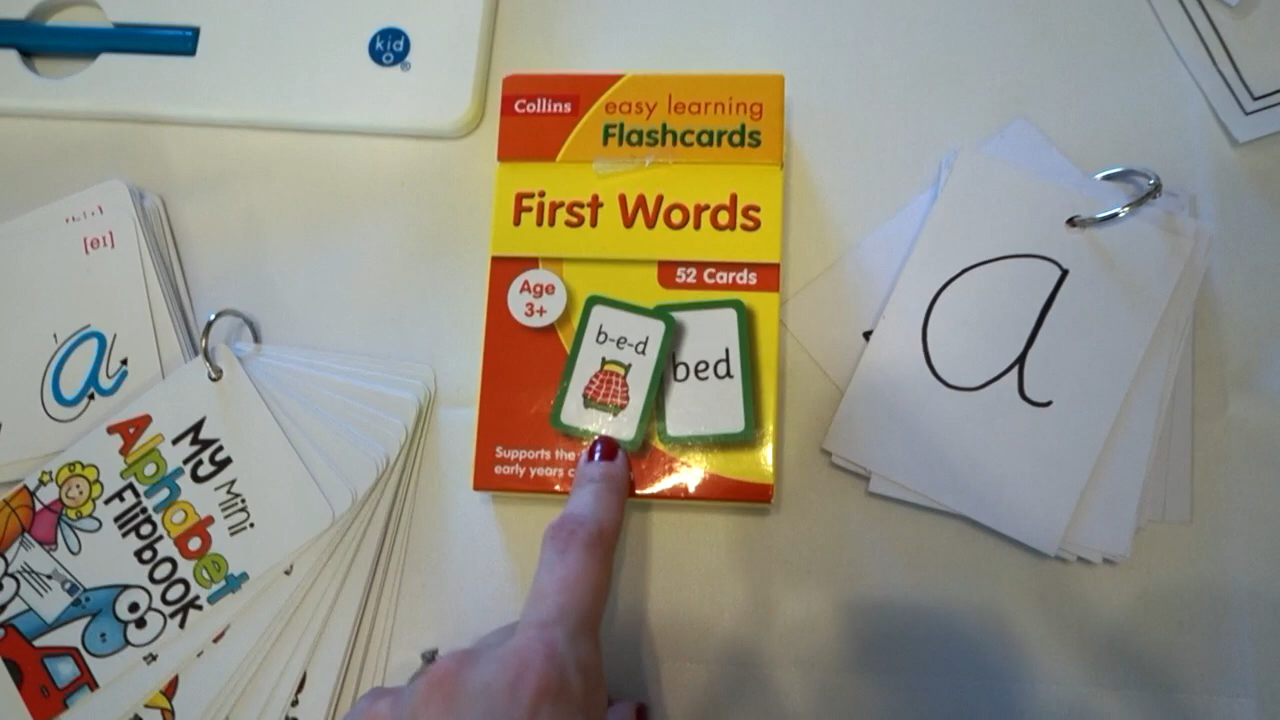 kid
O
®
Collins
easy learning
Flashcards
First Words
52 Cards
Age
3+
b-e-d
bed
Supports the
early years
[eɪ]
a
My
Mini
Alphabet
Flipbook
a